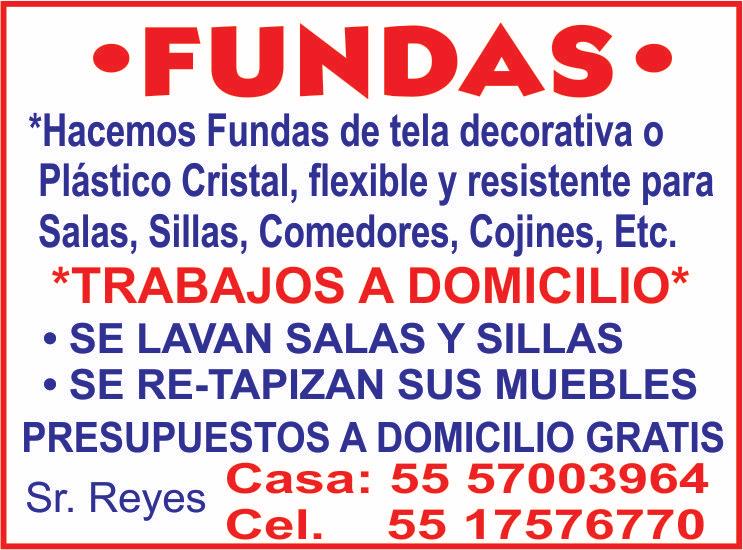 •FUNDAS•
*Hacemos Fundas de tela decorativa o
Plástico Cristal, flexible y resistente para
Salas, Sillas, Comedores, Cojines, Etc.
*TRABAJOS A DOMICILIO*
• SE LAVAN SALAS Y SILLAS
• SE RE-TAPIZAN SUS MUEBLES
PRESUPUESTOS A DOMICILIO GRATIS
Sr. Reyes Casa: 55 57003964
Cel. 55 17576770